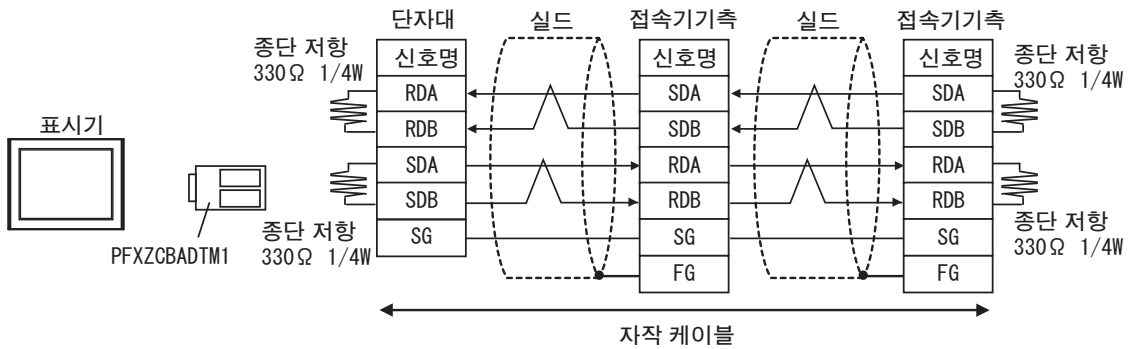 단자대 실드 접속기기측 실드 접속기기측
종단 저항
330Ω 1/4W
신호명 신호명 신호명
종단 저항
330Ω 1/4W
RDA SDA SDA
RDB SDB SDB
표시기
SDA RDA RDA
SDB RDB RDB
SG SG SG
종단 저항
330Ω 1/4W
종단 저항
330Ω 1/4W
PFXZCBADTM1
FG FG
자작 케이블